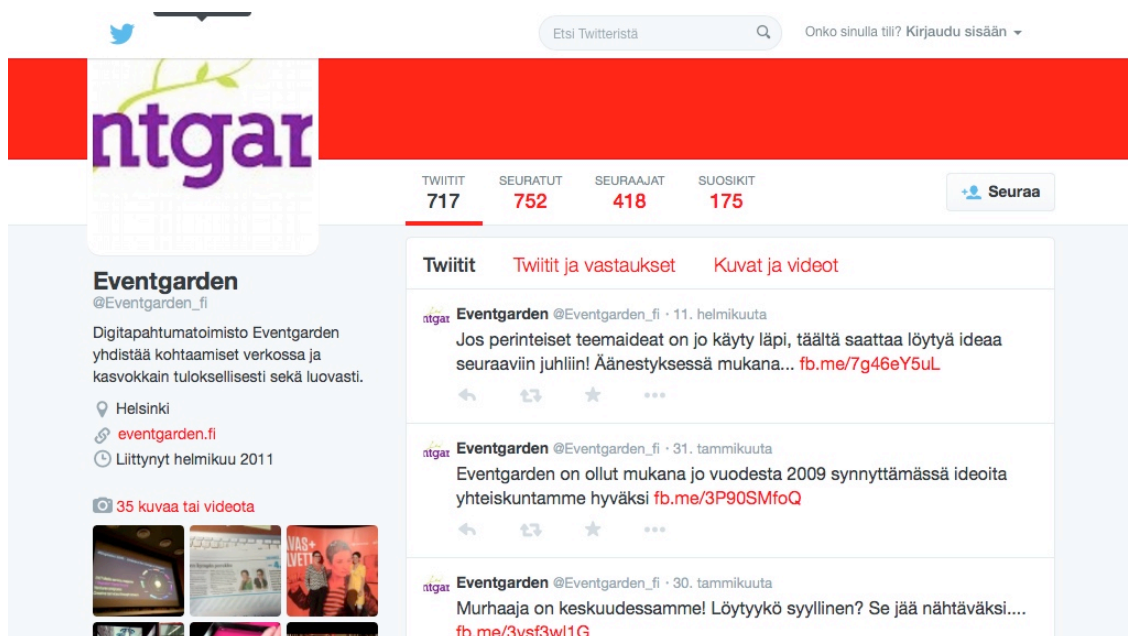 Etsi Twitteristä
Onko sinulla tili? Kirjaudu sisään
ntgar
TWIITIT
717
SEURATUT
752
SEURAAJAT
418
SUOSIKIT
175
Seuraa
Eventgarden
@Eventgarden_fi
Digitapahtumatoimisto Eventgarden
yhdistää kohtaamiset verkossa ja
kasvokkain tuloksellisesti sekä luovasti.
Helsinki
eventgarden.fi
Liittynyt helmikuu 2011
35 kuvaa tai videota
Twiitit Twiitit ja vastaukset Kuvat ja videot
ntgar
Eventgarden @Eventgarden_fi · 11. helmikuuta
Jos perinteiset teemaideat on jo käyty läpi, täältä saattaa löytyä ideaa
seuraaviin juhliin! Äänestyksessä mukana... fb.me/7g46eY5uL
ntgar
Eventgarden @Eventgarden_fi · 31. tammikuuta
Eventgarden on ollut mukana jo vuodesta 2009 synnyttämässä ideoita
yhteiskuntamme hyväksi fb.me/3P90SMfoQ
ntgar
Eventgarden @Eventgarden_fi · 30. tammikuuta
Murhaaja on keskuudessamme! Löytyykö syyllinen? Se jää nähtäväksi....
fb.me/3vsf3wl1G